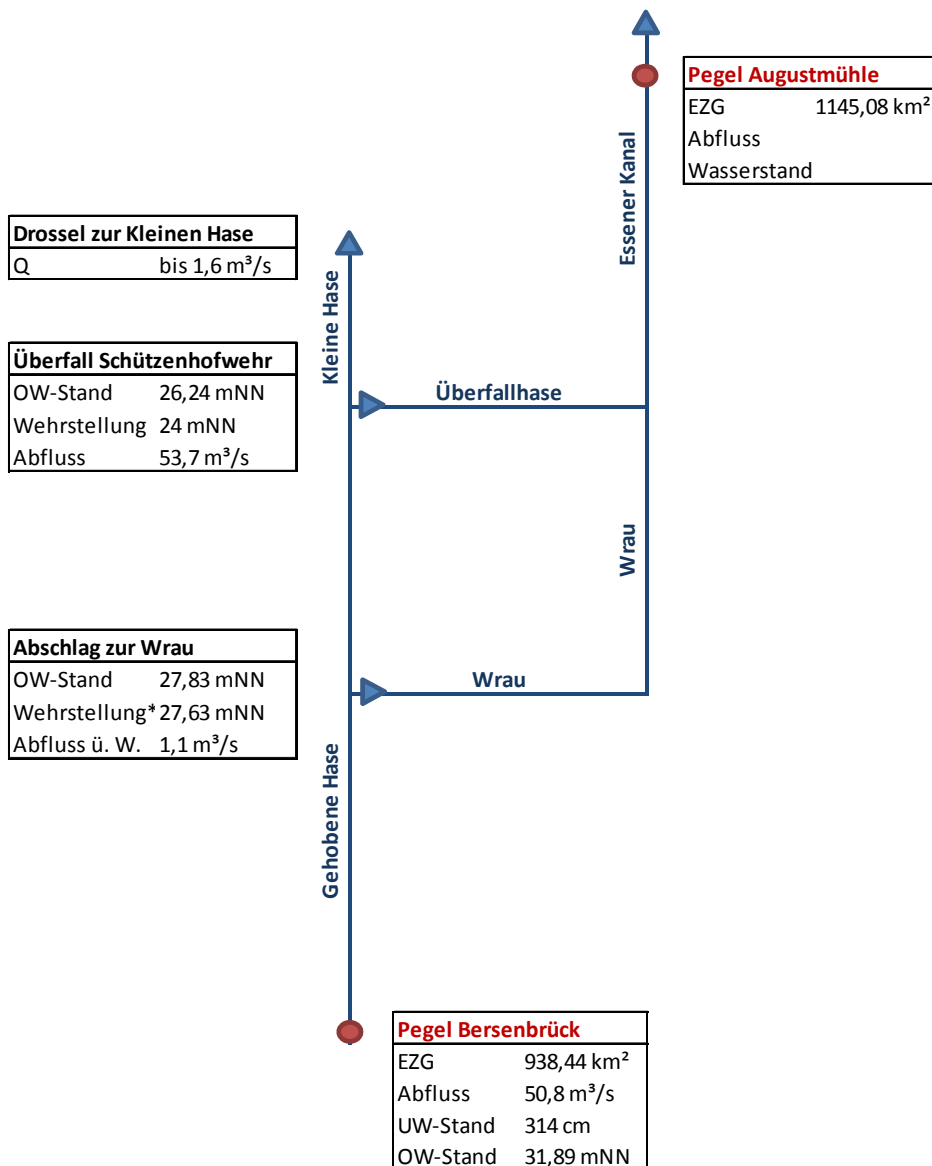 Pegel Augustmühle
EZG 1145,08 km²
Abfluss
Wasserstand
Essener Kanal
Drossel zur Kleinen Hase
Q bis 1,6 m³/s
Kleine Hase
Überfall Schützenhofwehr
OW-Stand 26,24 mNN
Wehrstellung 24 mNN
Abfluss 53,7 m³/s
Überfallhase
Wrau
Abschlag zur Wrau
OW-Stand 27,83 mNN
Wehrstellung* 27,63 mNN
Abfluss ü. W. 1,1 m³/s
Wrau
Gehobene Hase
Pegel Bersenbrück
EZG 938,44 km²
Abfluss 50,8 m³/s
UW-Stand 314 cm
OW-Stand 31,89 mNN